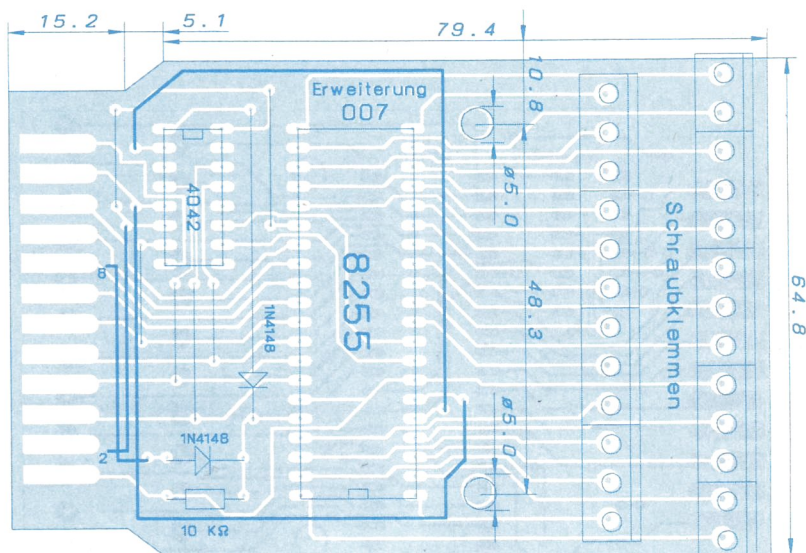 15.2
5.1
79.4
10.8
Erweiterung
007
ø5.0
4042
Schraubklemmen
8255
8
48.3
64.8
1N4148
ø5.0
1N4148
2
10 KΩ